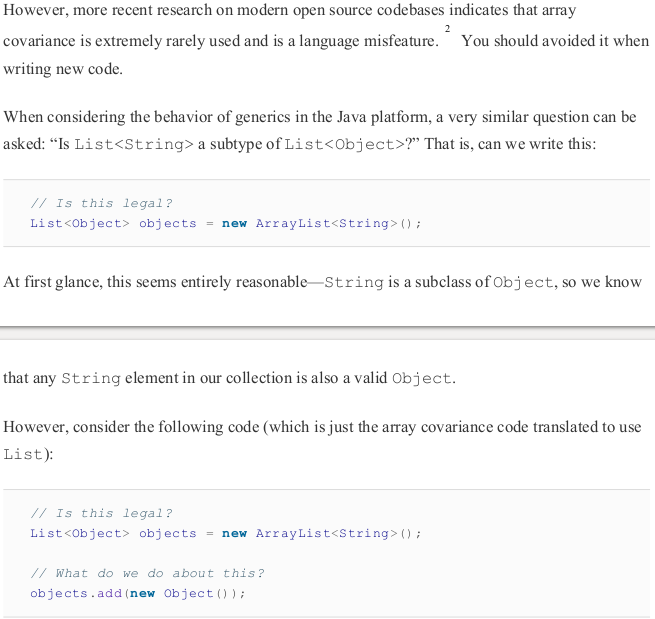 However, more recent research on modern open source codebases indicates that array
covariance is extremely rarely used and is a language misfeature. 2 You should avoided it when
writing new code.
When considering the behavior of generics in the Java platform, a very similar question can be
asked: “Is List<String> a subtype of List<Object>?” That is, can we write this:
// Is this legal?
List<Object> objects = new ArrayList<String>();
At first glance, this seems entirely reasonable—String is a subclass of Object, so we know
that any String element in our collection is also a valid Object.
However, consider the following code (which is just the array covariance code translated to use
List):
// Is this legal?
List<Object> objects = new ArrayList<String>();
// What do we do about this?
objects.add(new Object());